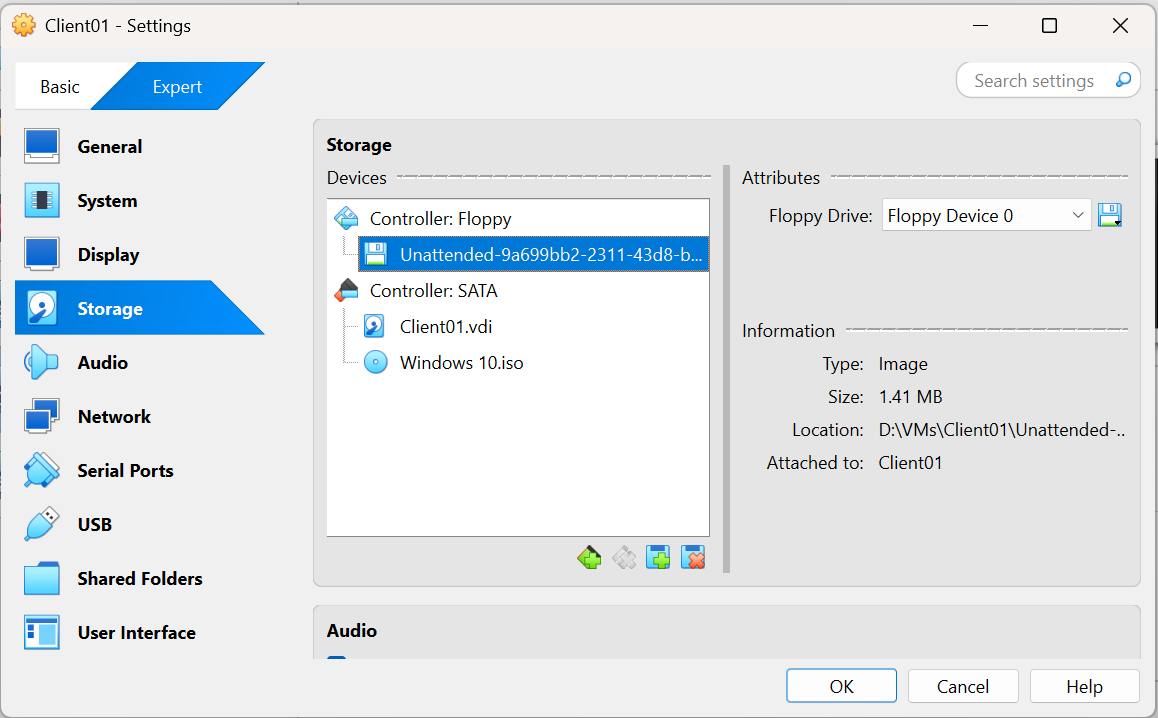 Client01 - Settings
Basic
Expert
Search settings
General
System
Display
Storage
Audio
Network
Serial Ports
USB
Shared Folders
User Interface
Storage
Devices
Controller: Floppy
Unattended-9a699bb2-2311-43d8-b...
Controller: SATA
Client01.vdi
Windows 10.iso
Attributes
Floppy Drive: Floppy Device 0
Information
Type: Image
Size: 1.41 MB
Location: D:\VMs\Client01\Unattended-..
Attached to: Client01
Audio
OK
Cancel
Help